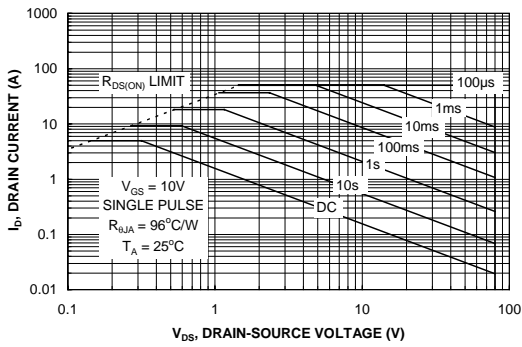 1000
100
10
1
0.1
0.01
I_D, DRAIN CURRENT (A)
R_DS(ON) LIMIT
100μs
1ms
10ms
100ms
1s
10s
DC
V_GS = 10V
SINGLE PULSE
R_θJA = 96°C/W
T_A = 25°C
0.1
1
10
100
V_DS, DRAIN-SOURCE VOLTAGE (V)